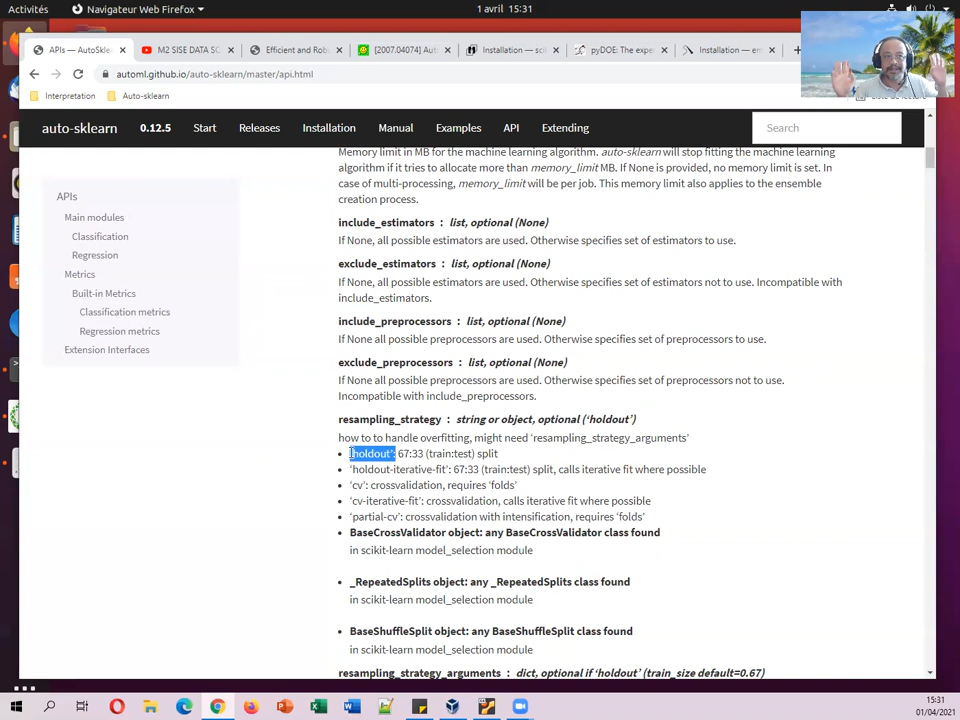 Activités
Navigateur Web Firefox
1 avril 15:31
APIs — AutoSkle
M2 SISE DATA SC
Efficient and Rob
[2007.04074] Aut
Installation — sci
pyDOE: The expe
Installation — em
automl.github.io/auto-sklearn/master/api.html
Interpretation
Auto-sklearn
auto-sklearn
0.12.5
Start
Releases
Installation
Manual
Examples
API
Extending
Search
APIs
Main modules
Classification
Regression
Metrics
Built-in Metrics
Classification metrics
Regression metrics
Extension Interfaces
Memory limit in MB for the machine learning algorithm. auto-sklearn will stop fitting the machine learning
algorithm if it tries to allocate more than memory_limit MB. If None is provided, no memory limit is set. In
case of multi-processing, memory_limit will be per job. This memory limit also applies to the ensemble
creation process.
include_estimators : list, optional (None)
If None, all possible estimators are used. Otherwise specifies set of estimators to use.
exclude_estimators : list, optional (None)
If None, all possible estimators are used. Otherwise specifies set of estimators not to use. Incompatible with
include_estimators.
include_preprocessors : list, optional (None)
If None all possible preprocessors are used. Otherwise specifies set of preprocessors to use.
exclude_preprocessors : list, optional (None)
If None all possible preprocessors are used. Otherwise specifies set of preprocessors not to use.
Incompatible with include_preprocessors.
resampling_strategy : string or object, optional (‘holdout’)
how to to handle overfitting, might need ‘resampling_strategy_arguments’
• ‘holdout’: 67:33 (train:test) split
• ‘holdout-iterative-fit’: 67:33 (train:test) split, calls iterative fit where possible
• ‘cv’: crossvalidation, requires ‘folds’
• ‘cv-iterative-fit’: crossvalidation, calls iterative fit where possible
• ‘partial-cv’: crossvalidation with intensification, requires ‘folds’
• BaseCrossValidator object: any BaseCrossValidator class found
in scikit-learn model_selection module
• _RepeatedSplits object: any _RepeatedSplits class found
in scikit-learn model_selection module
• BaseShuffleSplit object: any BaseShuffleSplit class found
in scikit-learn model_selection module
resampling_strategy_arguments : dict, optional if ‘holdout’ (train_size default=0.67)
15:31
01/04/2021